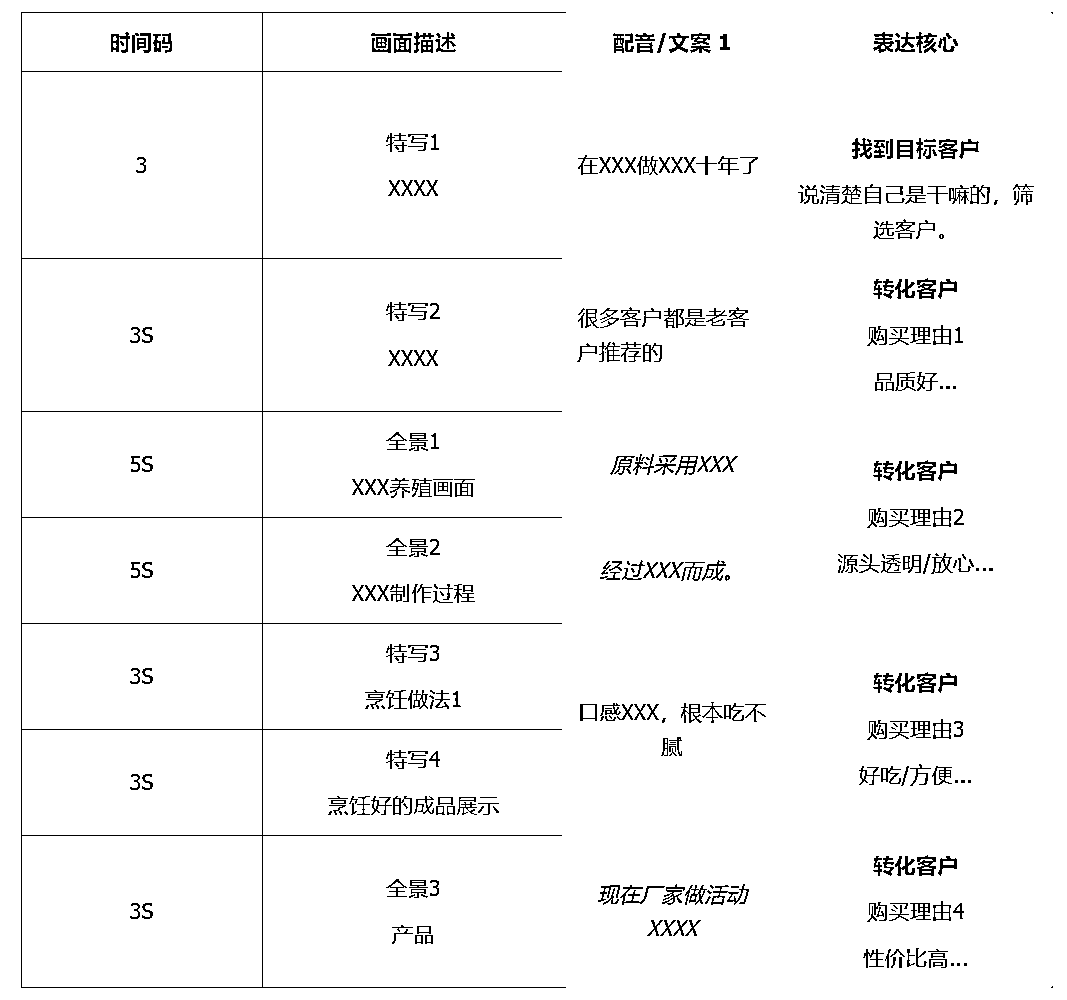 时间码 画面描述 配音/文案 1 表达核心
3
特写1
XXXX
在XXX做XXX十年了
找到目标客户
说清楚自己是干嘛的，筛
选客户。
3S
特写2
XXXX
很多客户都是老客
户推荐的
转化客户
购买理由1
品质好...
5S
全景1
XXX养殖画面
原料采用XXX
转化客户
购买理由2
源头透明/放心...
5S
全景2
XXX制作过程
经过XXX而成。
3S
特写3
烹饪做法1
口感XXX，根本吃不
腻
转化客户
购买理由3
好吃/方便...
3S
特写4
烹饪好的成品展示
3S
全景3
产品
现在厂家做活动
XXXX
转化客户
购买理由4
性价比高...